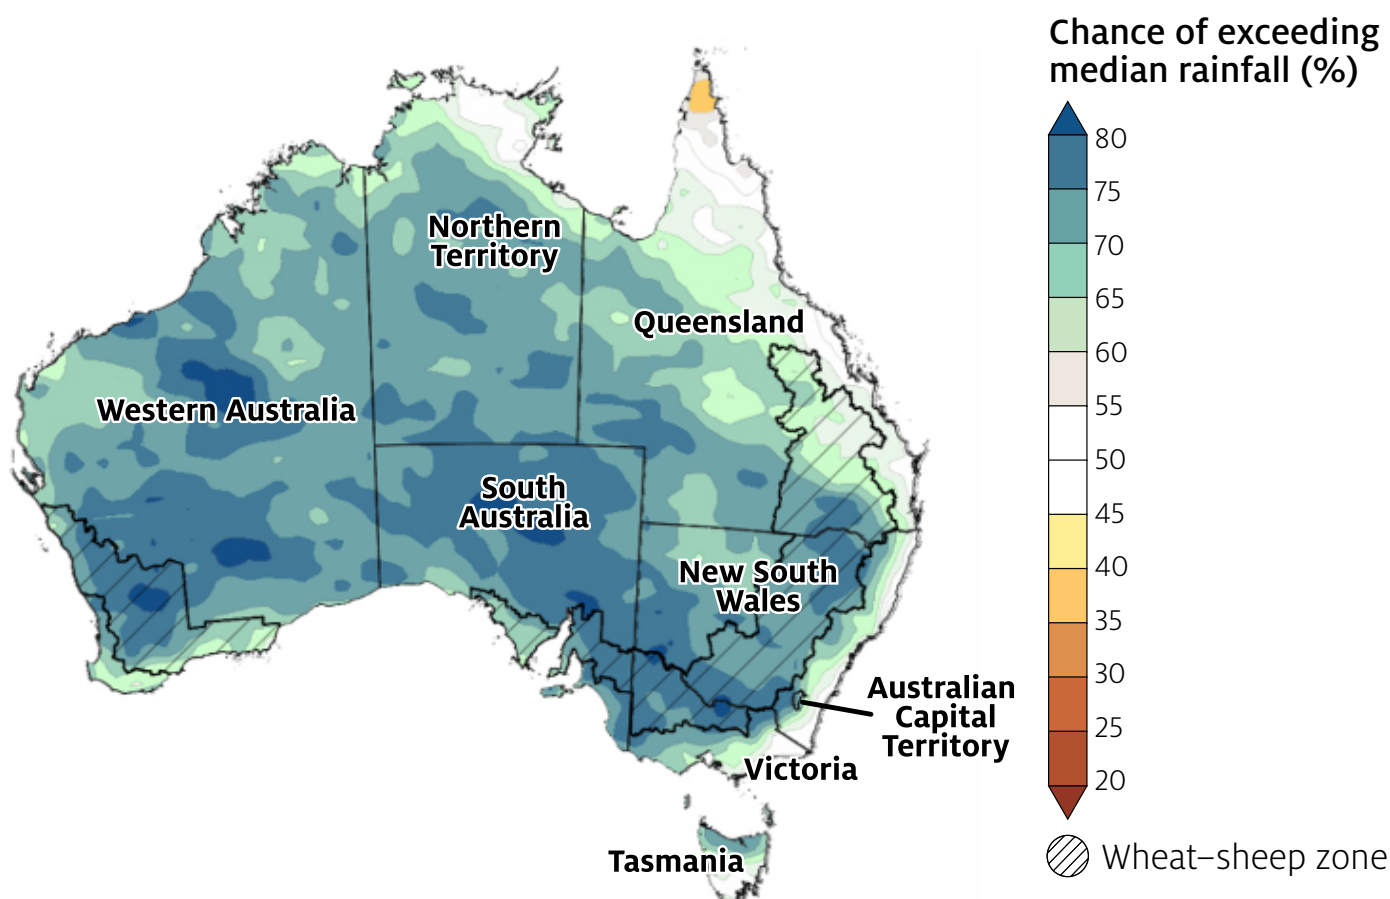 Chance of exceeding
median rainfall (%)
80
75
70
65
60
55
50
45
40
35
30
25
20
Wheat–sheep zone
Northern
Territory
Queensland
Western Australia
South
Australia
New South
Wales
Australian
Capital
Territory
Victoria
Tasmania